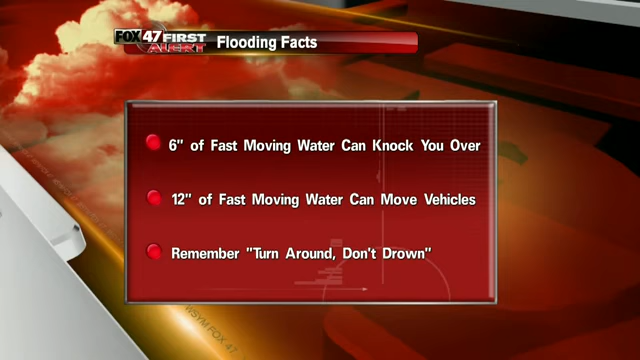 FOX 47 FIRST
ALERT
Flooding Facts
6" of Fast Moving Water Can Knock You Over
12" of Fast Moving Water Can Move Vehicles
Remember "Turn Around, Don't Drown"
WSYM FOX 47